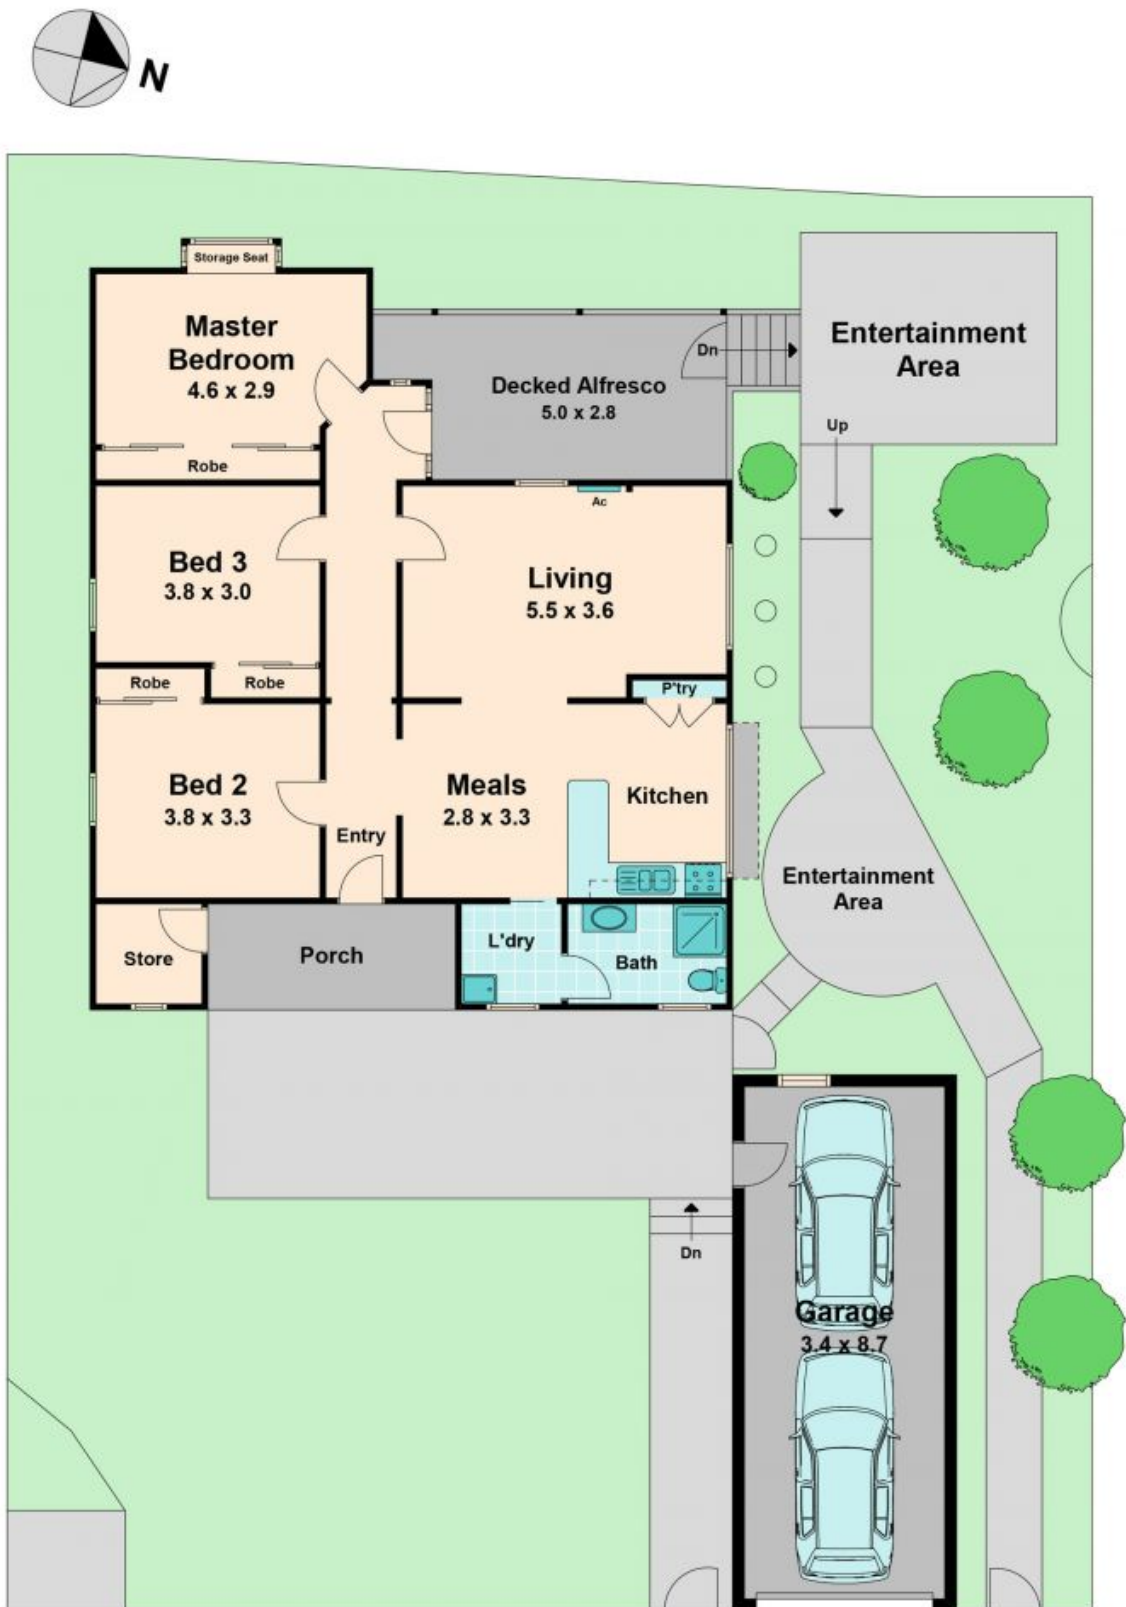 N
Storage Seat
Master
Bedroom
4.6 x 2.9
Robe
Decked Alfresco
5.0 x 2.8
Dn
Entertainment
Area
Up
Ac
Bed 3
3.8 x 3.0
Living
5.5 x 3.6
Robe
Robe
P'try
Bed 2
3.8 x 3.3
Entry
Meals
2.8 x 3.3
Kitchen
Entertainment
Area
Store
Porch
L'dry
Bath
Dn
Garage
3.4 x 8.7